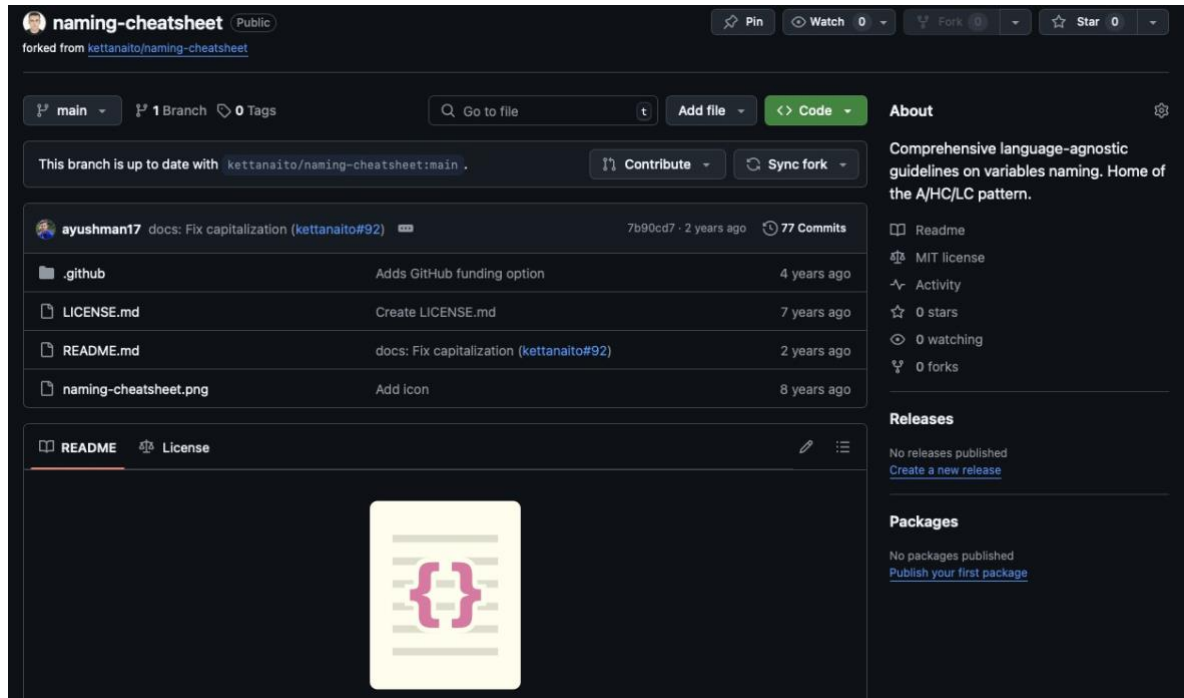 naming-cheatsheet Public
Pin
Watch 0
Fork 0
Star 0
forked from kettanaito/naming-cheatsheet
main
1 Branch
0 Tags
Go to file
t
Add file
<> Code
This branch is up to date with kettanaito/naming-cheatsheet:main .
Contribute
Sync fork
ayushman17 docs: Fix capitalization (kettanaito#92)
7b90cd7 · 2 years ago
77 Commits
.github Adds GitHub funding option 4 years ago
LICENSE.md Create LICENSE.md 7 years ago
README.md docs: Fix capitalization (kettanaito#92) 2 years ago
naming-cheatsheet.png Add icon 8 years ago
README
License
{}
About
Comprehensive language-agnostic
guidelines on variables naming. Home of
the A/HC/LC pattern.
Readme
MIT license
Activity
0 stars
0 watching
0 forks
Releases
No releases published
Create a new release
Packages
No packages published
Publish your first package